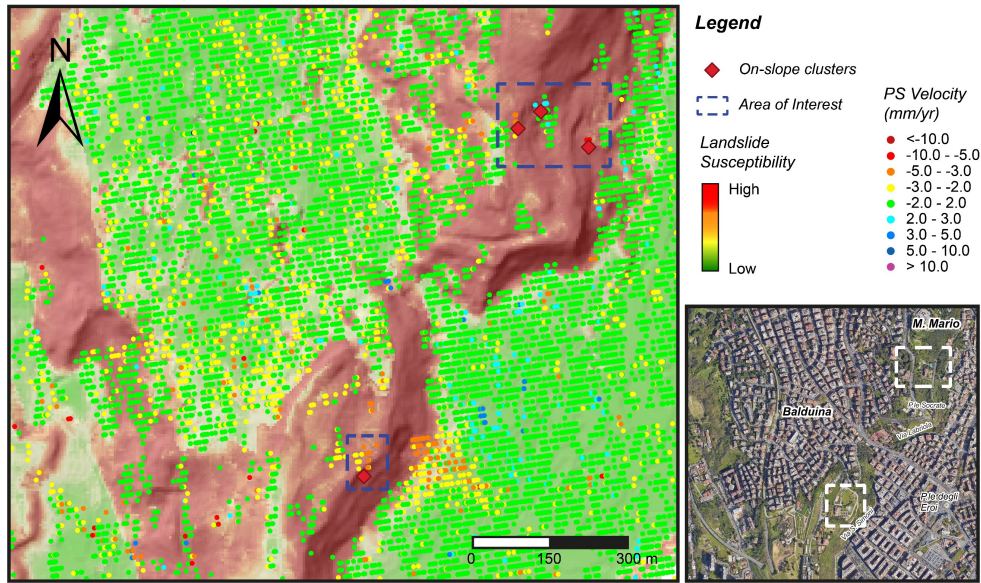 N
0 150 300 m
Legend
On-slope clusters
Area of Interest
Landslide
Susceptibility
High
Low
PS Velocity
(mm/yr)
<-10.0
-10.0 - -5.0
-5.0 - -3.0
-3.0 - -2.0
-2.0 - 2.0
2.0 - 3.0
3.0 - 5.0
5.0 - 10.0
> 10.0
M. Mario
Balduina
P.le Socrate
Via Labriola
P.le degli
Eroi